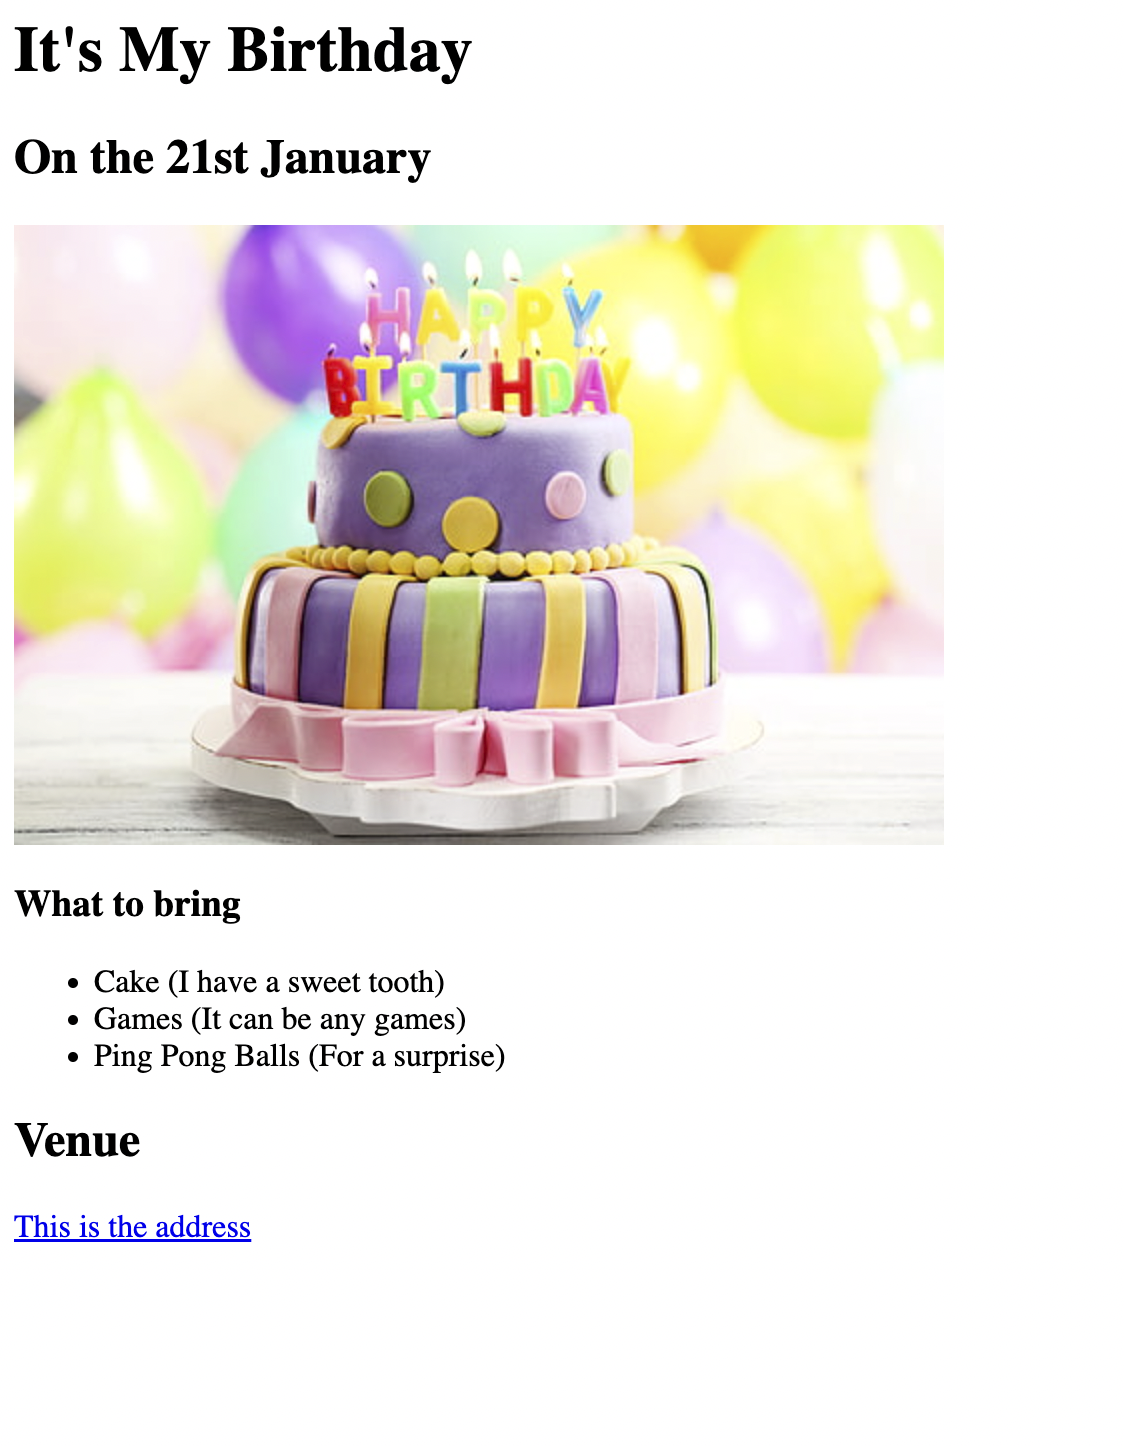 It's My Birthday
On the 21st January
HAPPY
BIRTHDAY
What to bring
Cake (I have a sweet tooth)
Games (It can be any games)
Ping Pong Balls (For a surprise)
Venue
This is the address